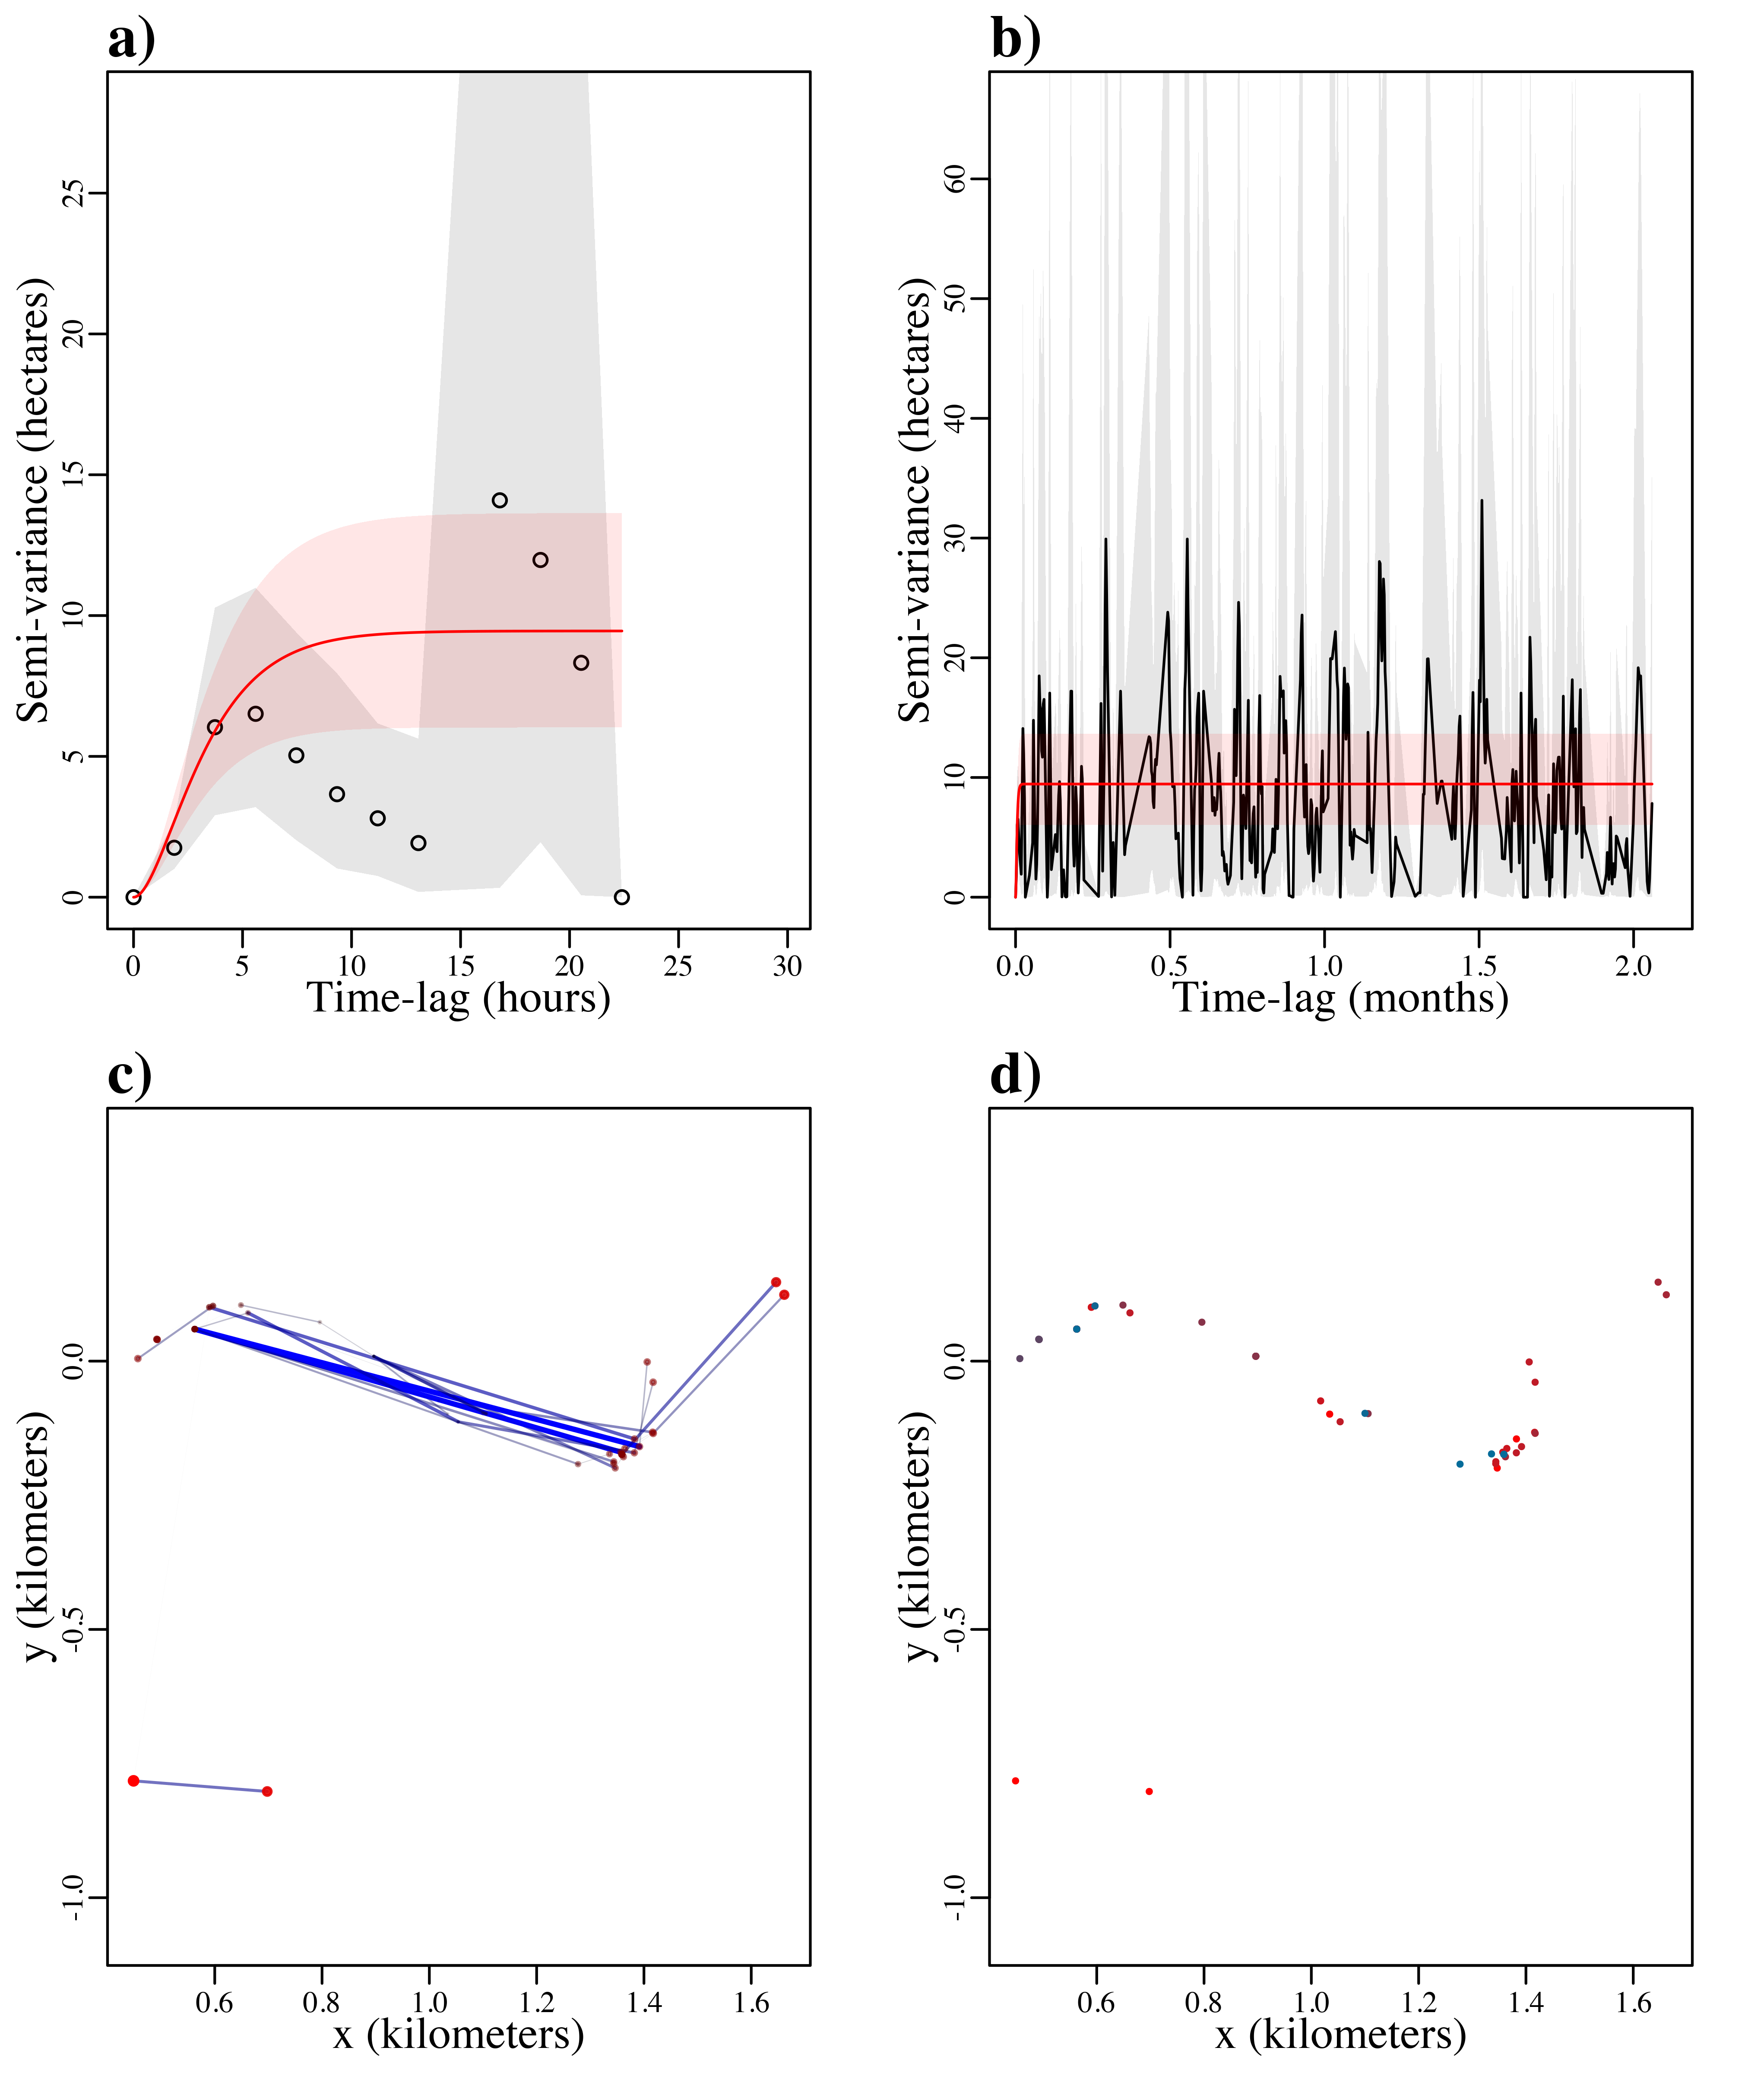 a)
Semi-variance (hectares)
0 5 10 15 20 25
0 5 10 15 20 25 30
Time-lag (hours)
b)
Semi-variance (hectares)
0 10 20 30 40 50 60
0.0 0.5 1.0 1.5 2.0
Time-lag (months)
c)
y (kilometers)
-1.0 -0.5 0.0
0.6 0.8 1.0 1.2 1.4 1.6
x (kilometers)
d)
y (kilometers)
-1.0 -0.5 0.0
0.6 0.8 1.0 1.2 1.4 1.6
x (kilometers)